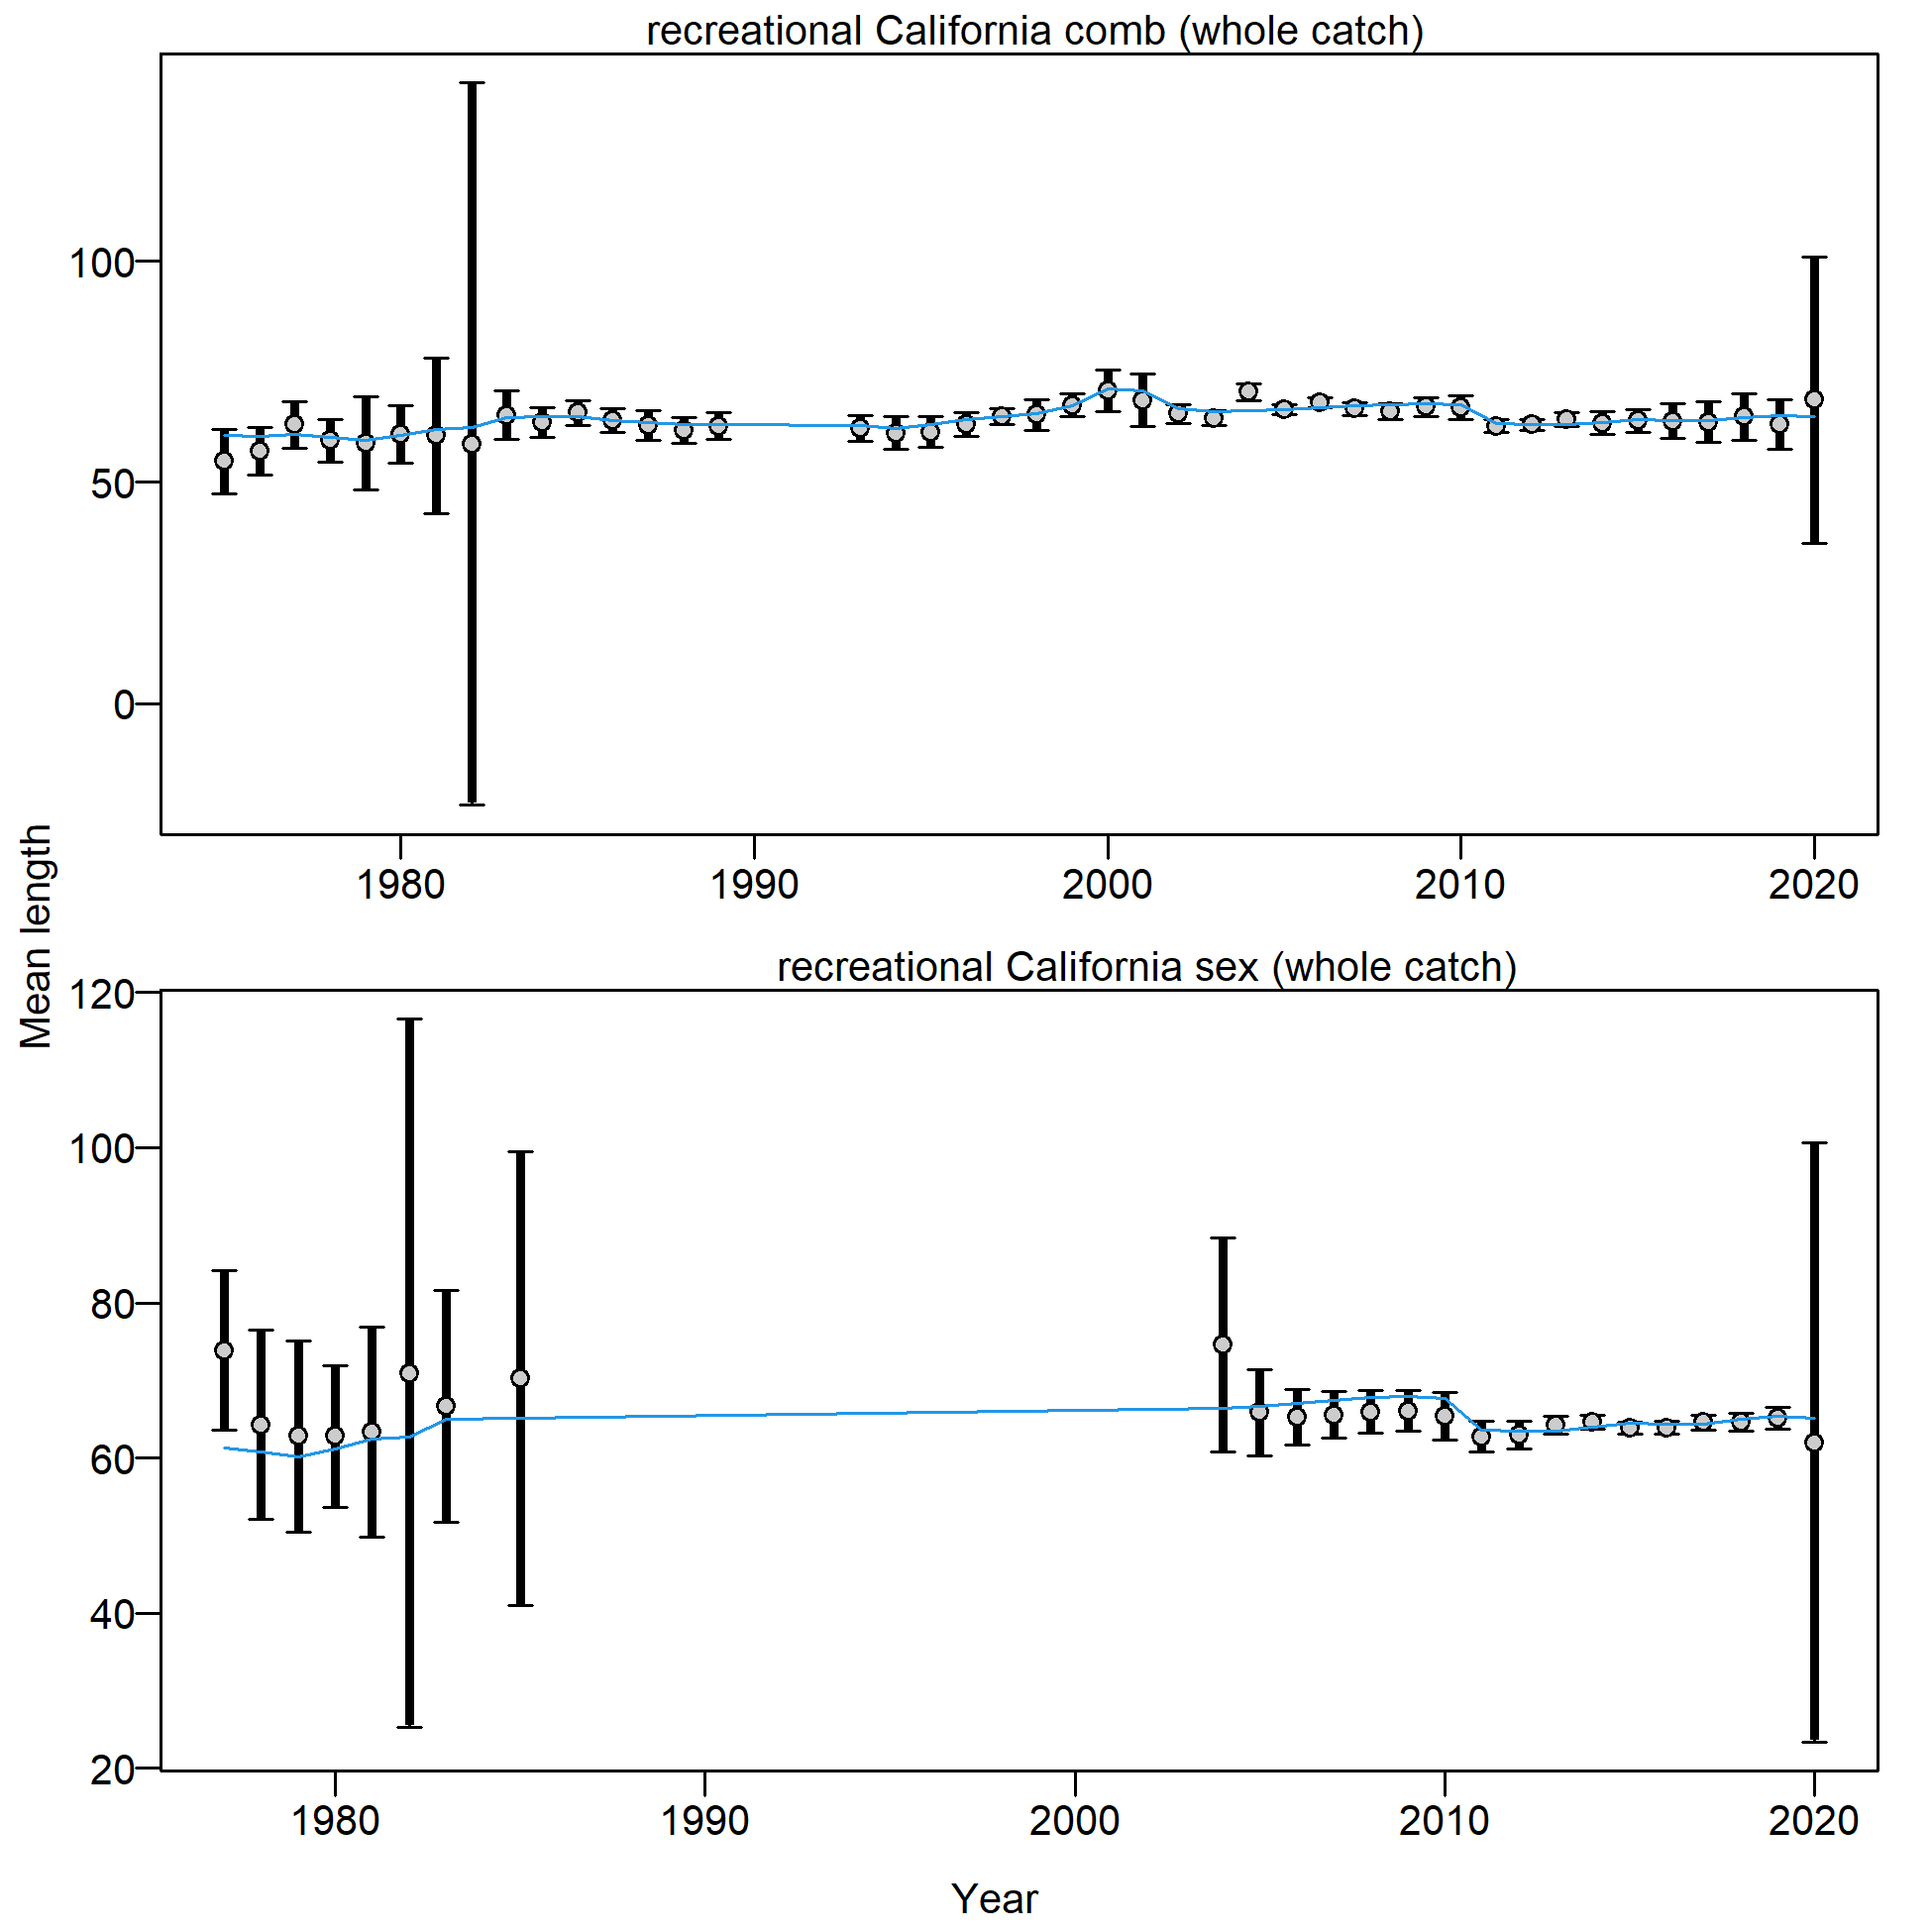 recreational California comb (whole catch)
100
50
0
1980 1990 2000 2010 2020
Mean length
recreational California sex (whole catch)
120
100
80
60
40
20
1980 1990 2000 2010 2020
Year